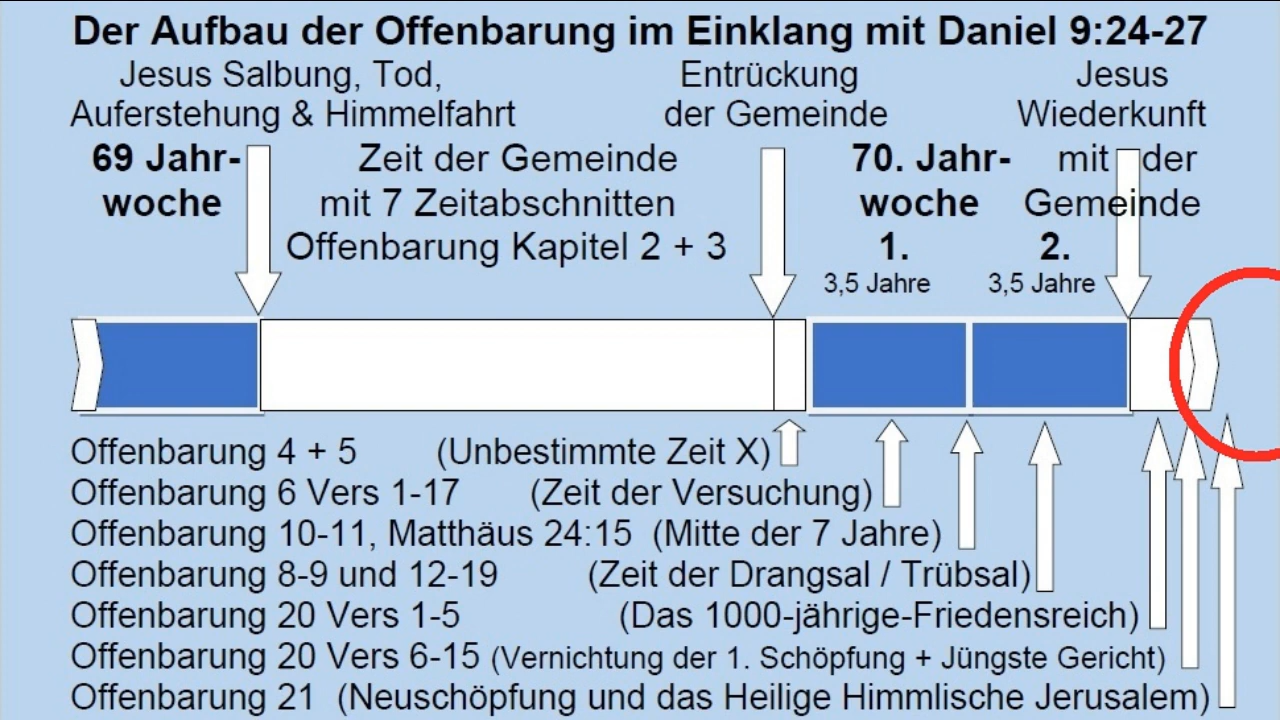 Der Aufbau der Offenbarung im Einklang mit Daniel 9:24-27
Jesus Salbung, Tod,
Auferstehung & Himmelfahrt
Entrückung
der Gemeinde
Jesus
Wiederkunft
mit der
Gemeinde
69 Jahr-
woche
Zeit der Gemeinde
mit 7 Zeitabschnitten
Offenbarung Kapitel 2 + 3
70. Jahr-
woche
1.
3,5 Jahre
2.
3,5 Jahre
Offenbarung 4 + 5 (Unbestimmte Zeit X)
Offenbarung 6 Vers 1-17 (Zeit der Versuchung)
Offenbarung 10-11, Matthäus 24:15 (Mitte der 7 Jahre)
Offenbarung 8-9 und 12-19 (Zeit der Drangsal / Trübsal)
Offenbarung 20 Vers 1-5 (Das 1000-jährige-Friedensreich)
Offenbarung 20 Vers 6-15 (Vernichtung der 1. Schöpfung + Jüngste Gericht)
Offenbarung 21 (Neuschöpfung und das Heilige Himmlische Jerusalem)